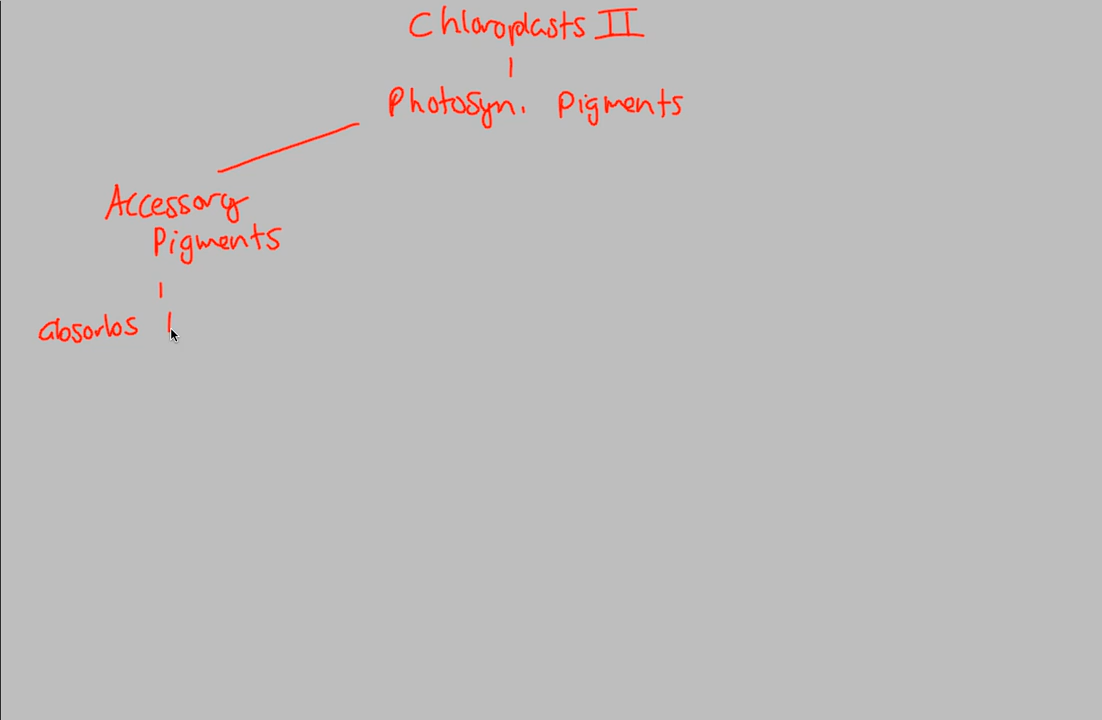 Chloroplasts II
Photosyn. Pigments
Accessory
Pigments
absorbs l